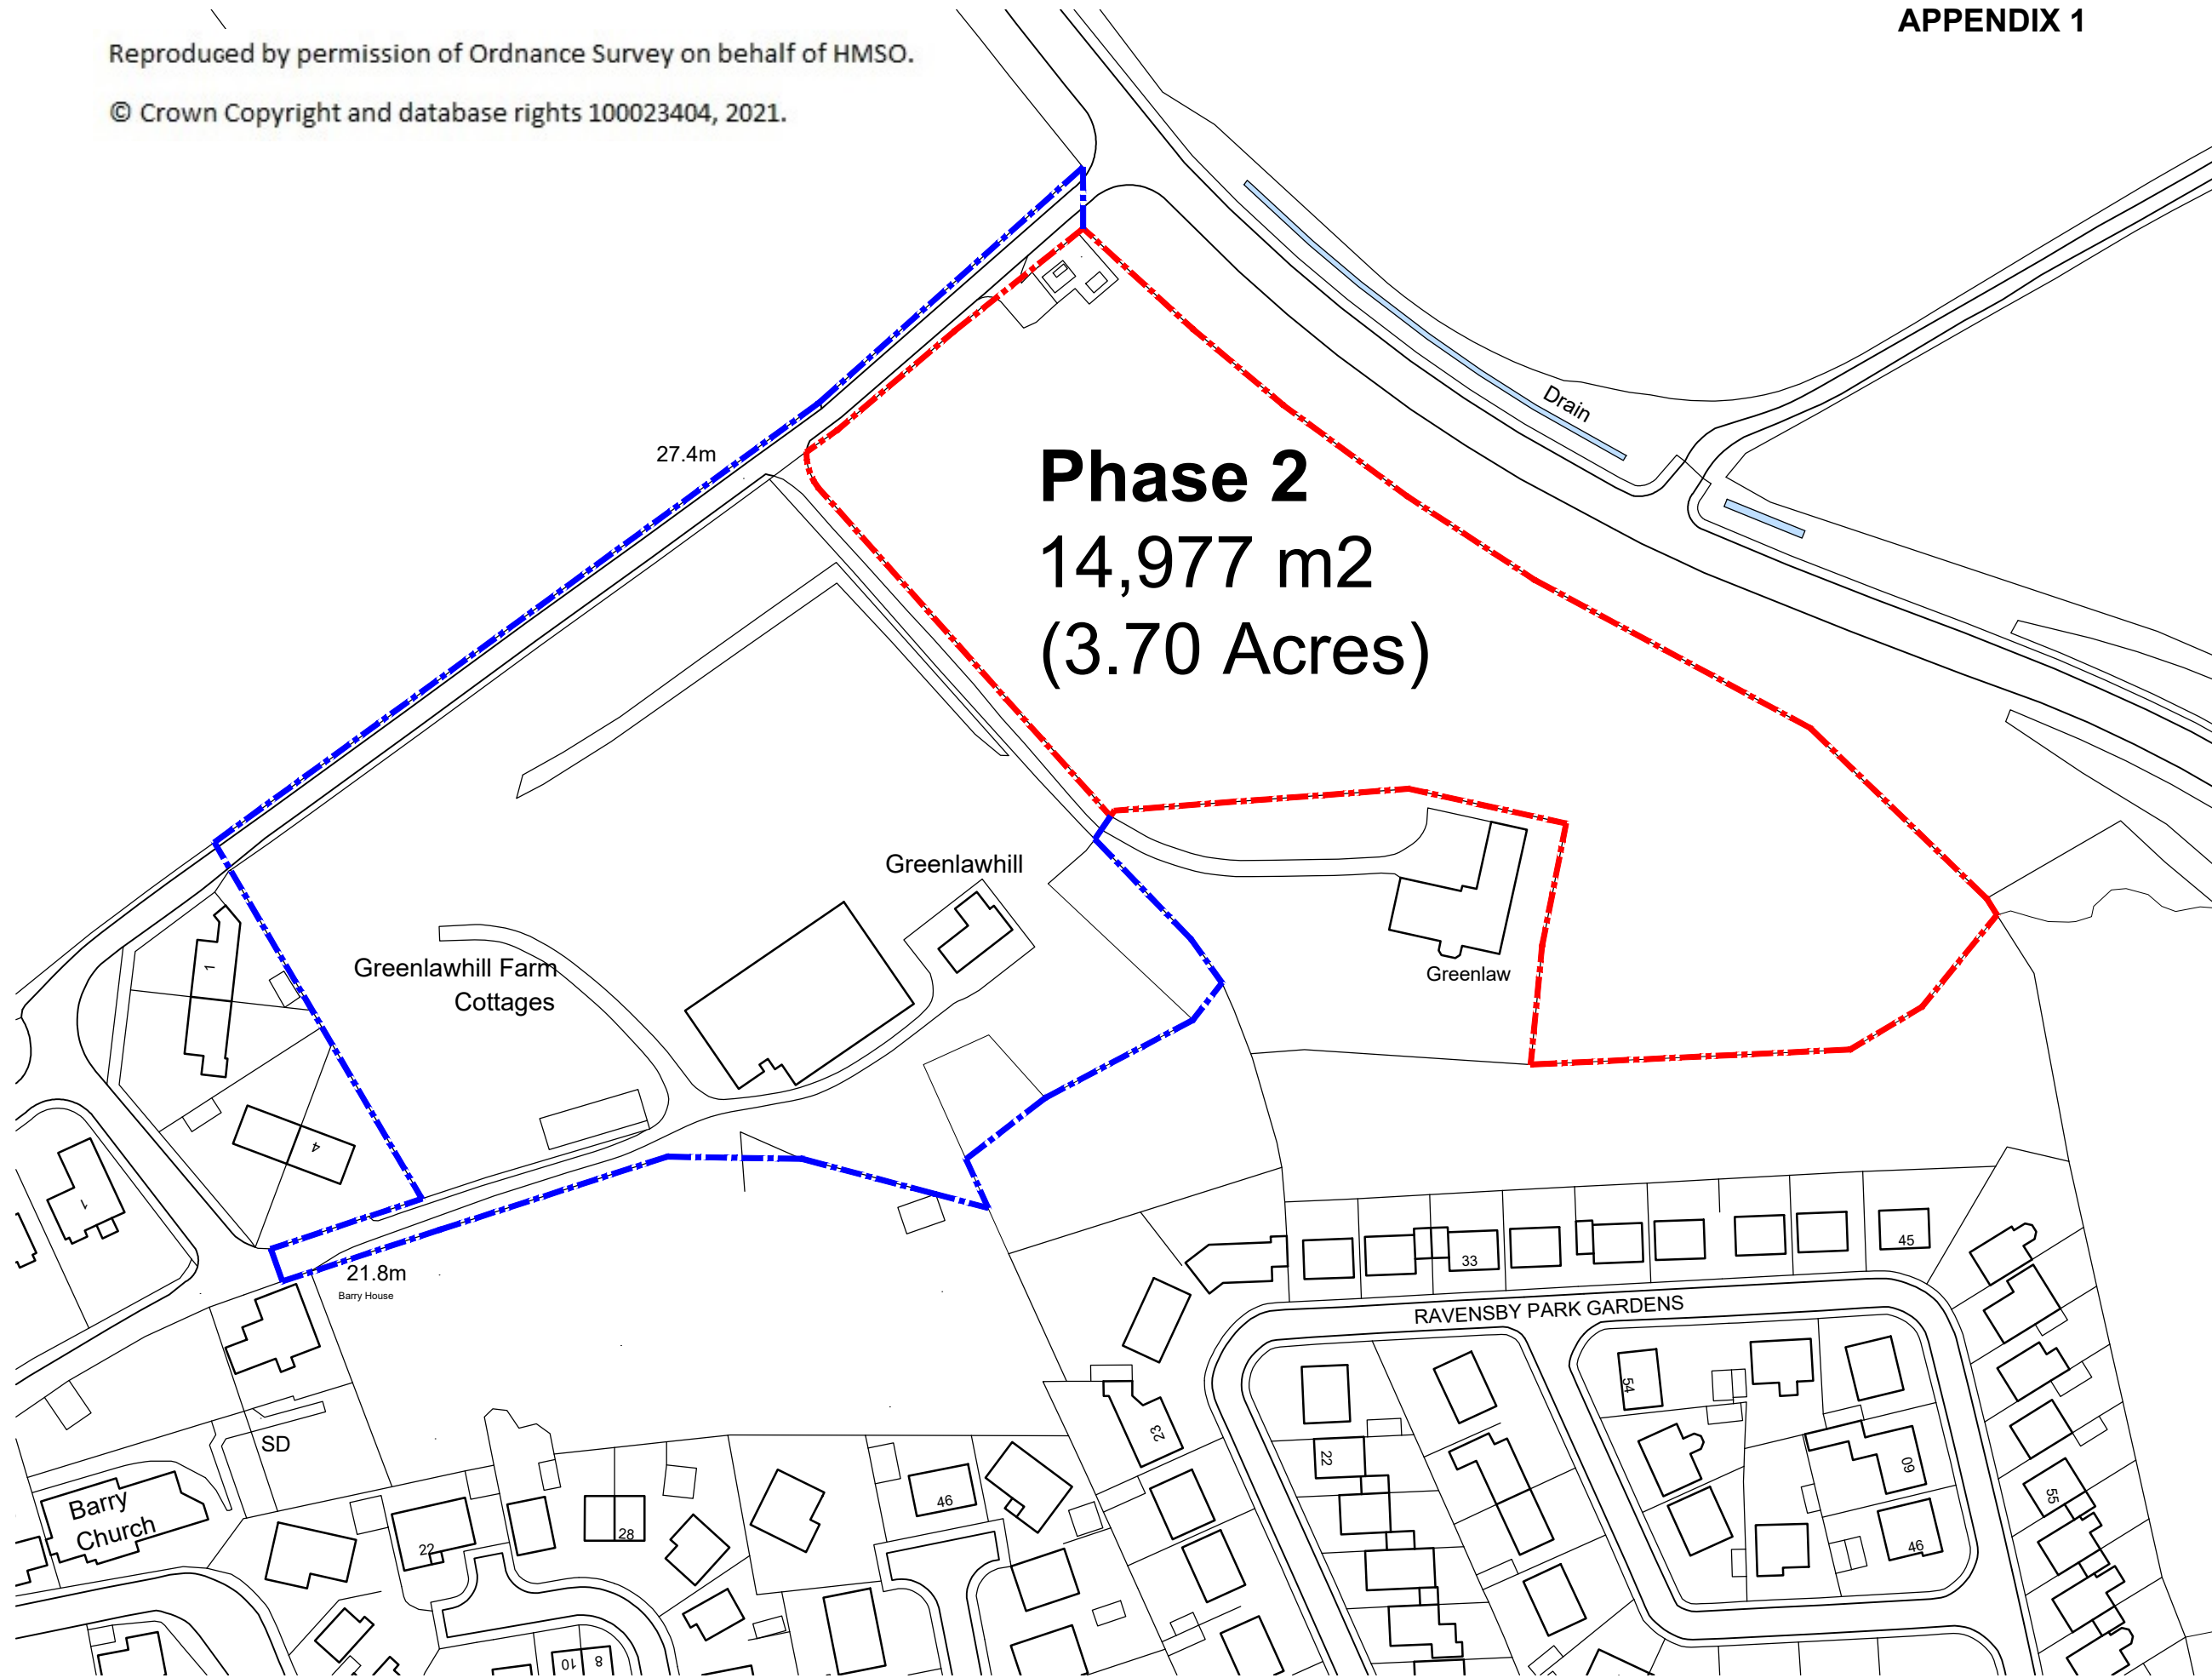 APPENDIX 1
Reproduced by permission of Ordnance Survey on behalf of HMSO.
© Crown Copyright and database rights 100023404, 2021.
Drain
27.4m
Phase 2
14,977 m2
(3.70 Acres)
Greenlawhill
Greenlawhill Farm
Cottages
Greenlaw
1
4
1
21.8m
Barry House
33
45
RAVENSBY PARK GARDENS
SD
Barry
Church
22
28
46
23
22
54
60
46
55
10
8